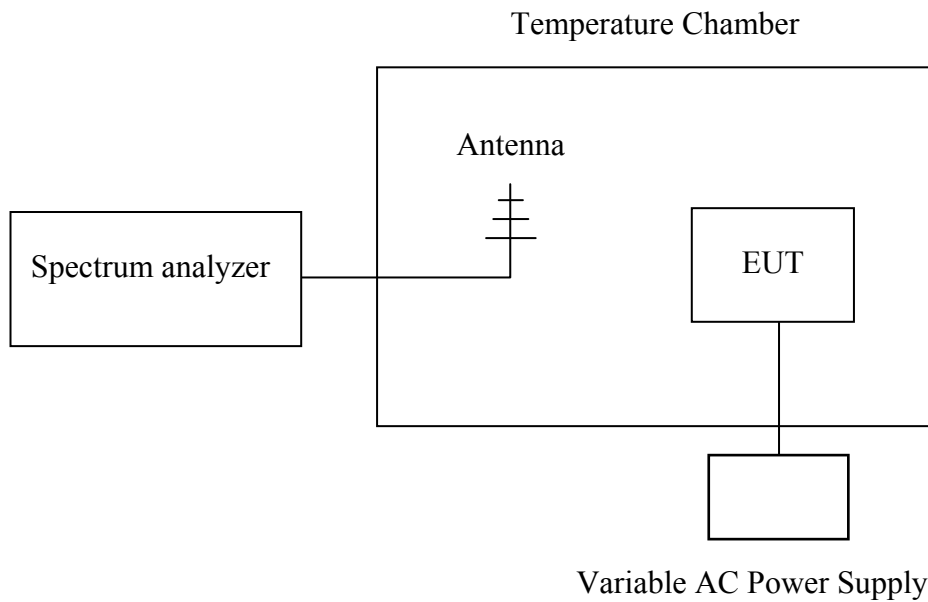 Temperature Chamber
Antenna
Spectrum analyzer
EUT
Variable AC Power Supply